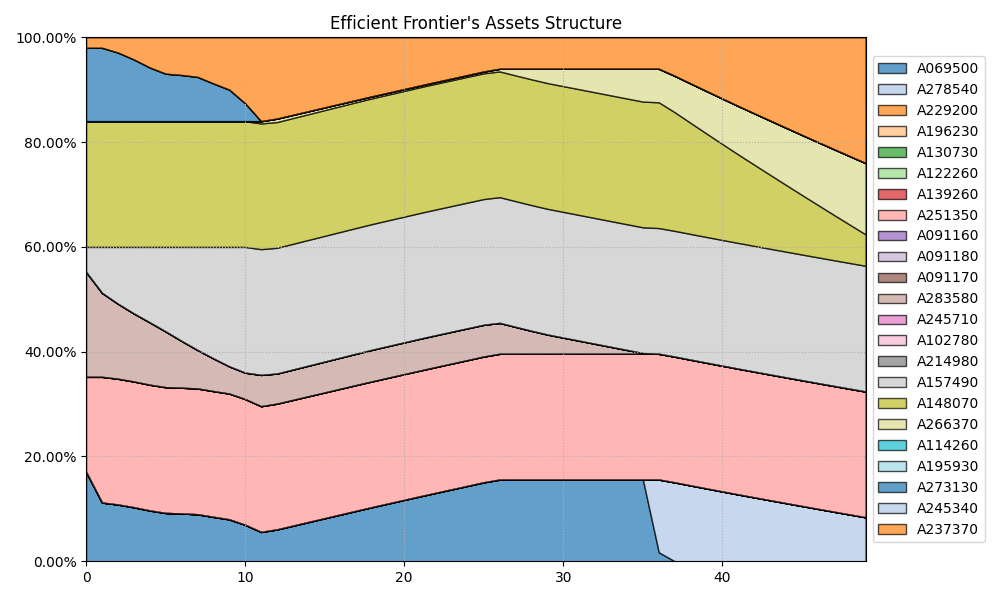 Efficient Frontier's Assets Structure
100.00%
80.00%
60.00%
40.00%
20.00%
0.00%
0
10
20
30
40
A069500
A278540
A229200
A196230
A130730
A122260
A139260
A251350
A091160
A091180
A091170
A283580
A245710
A102780
A214980
A157490
A148070
A266370
A114260
A195930
A273130
A245340
A237370